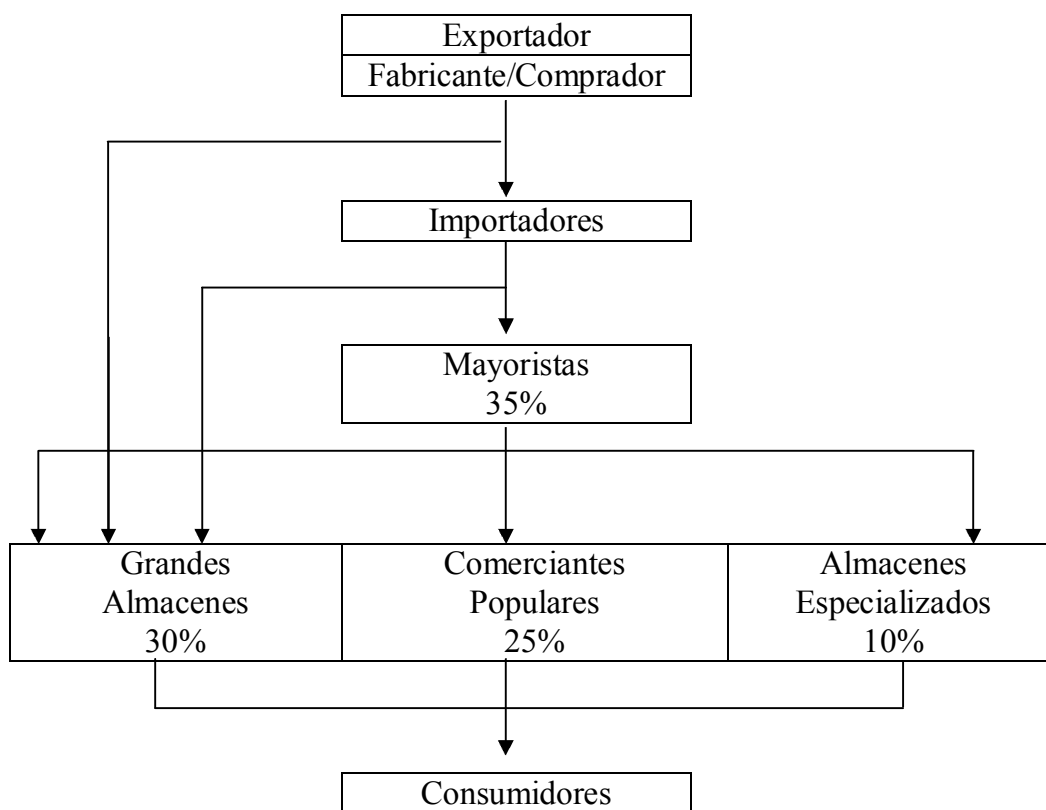 Exportador
Fabricante/Comprador
Importadores
Mayoristas
35%
Grandes
Almacenes
30%
Comerciantes
Populares
25%
Almacenes
Especializados
10%
Consumidores